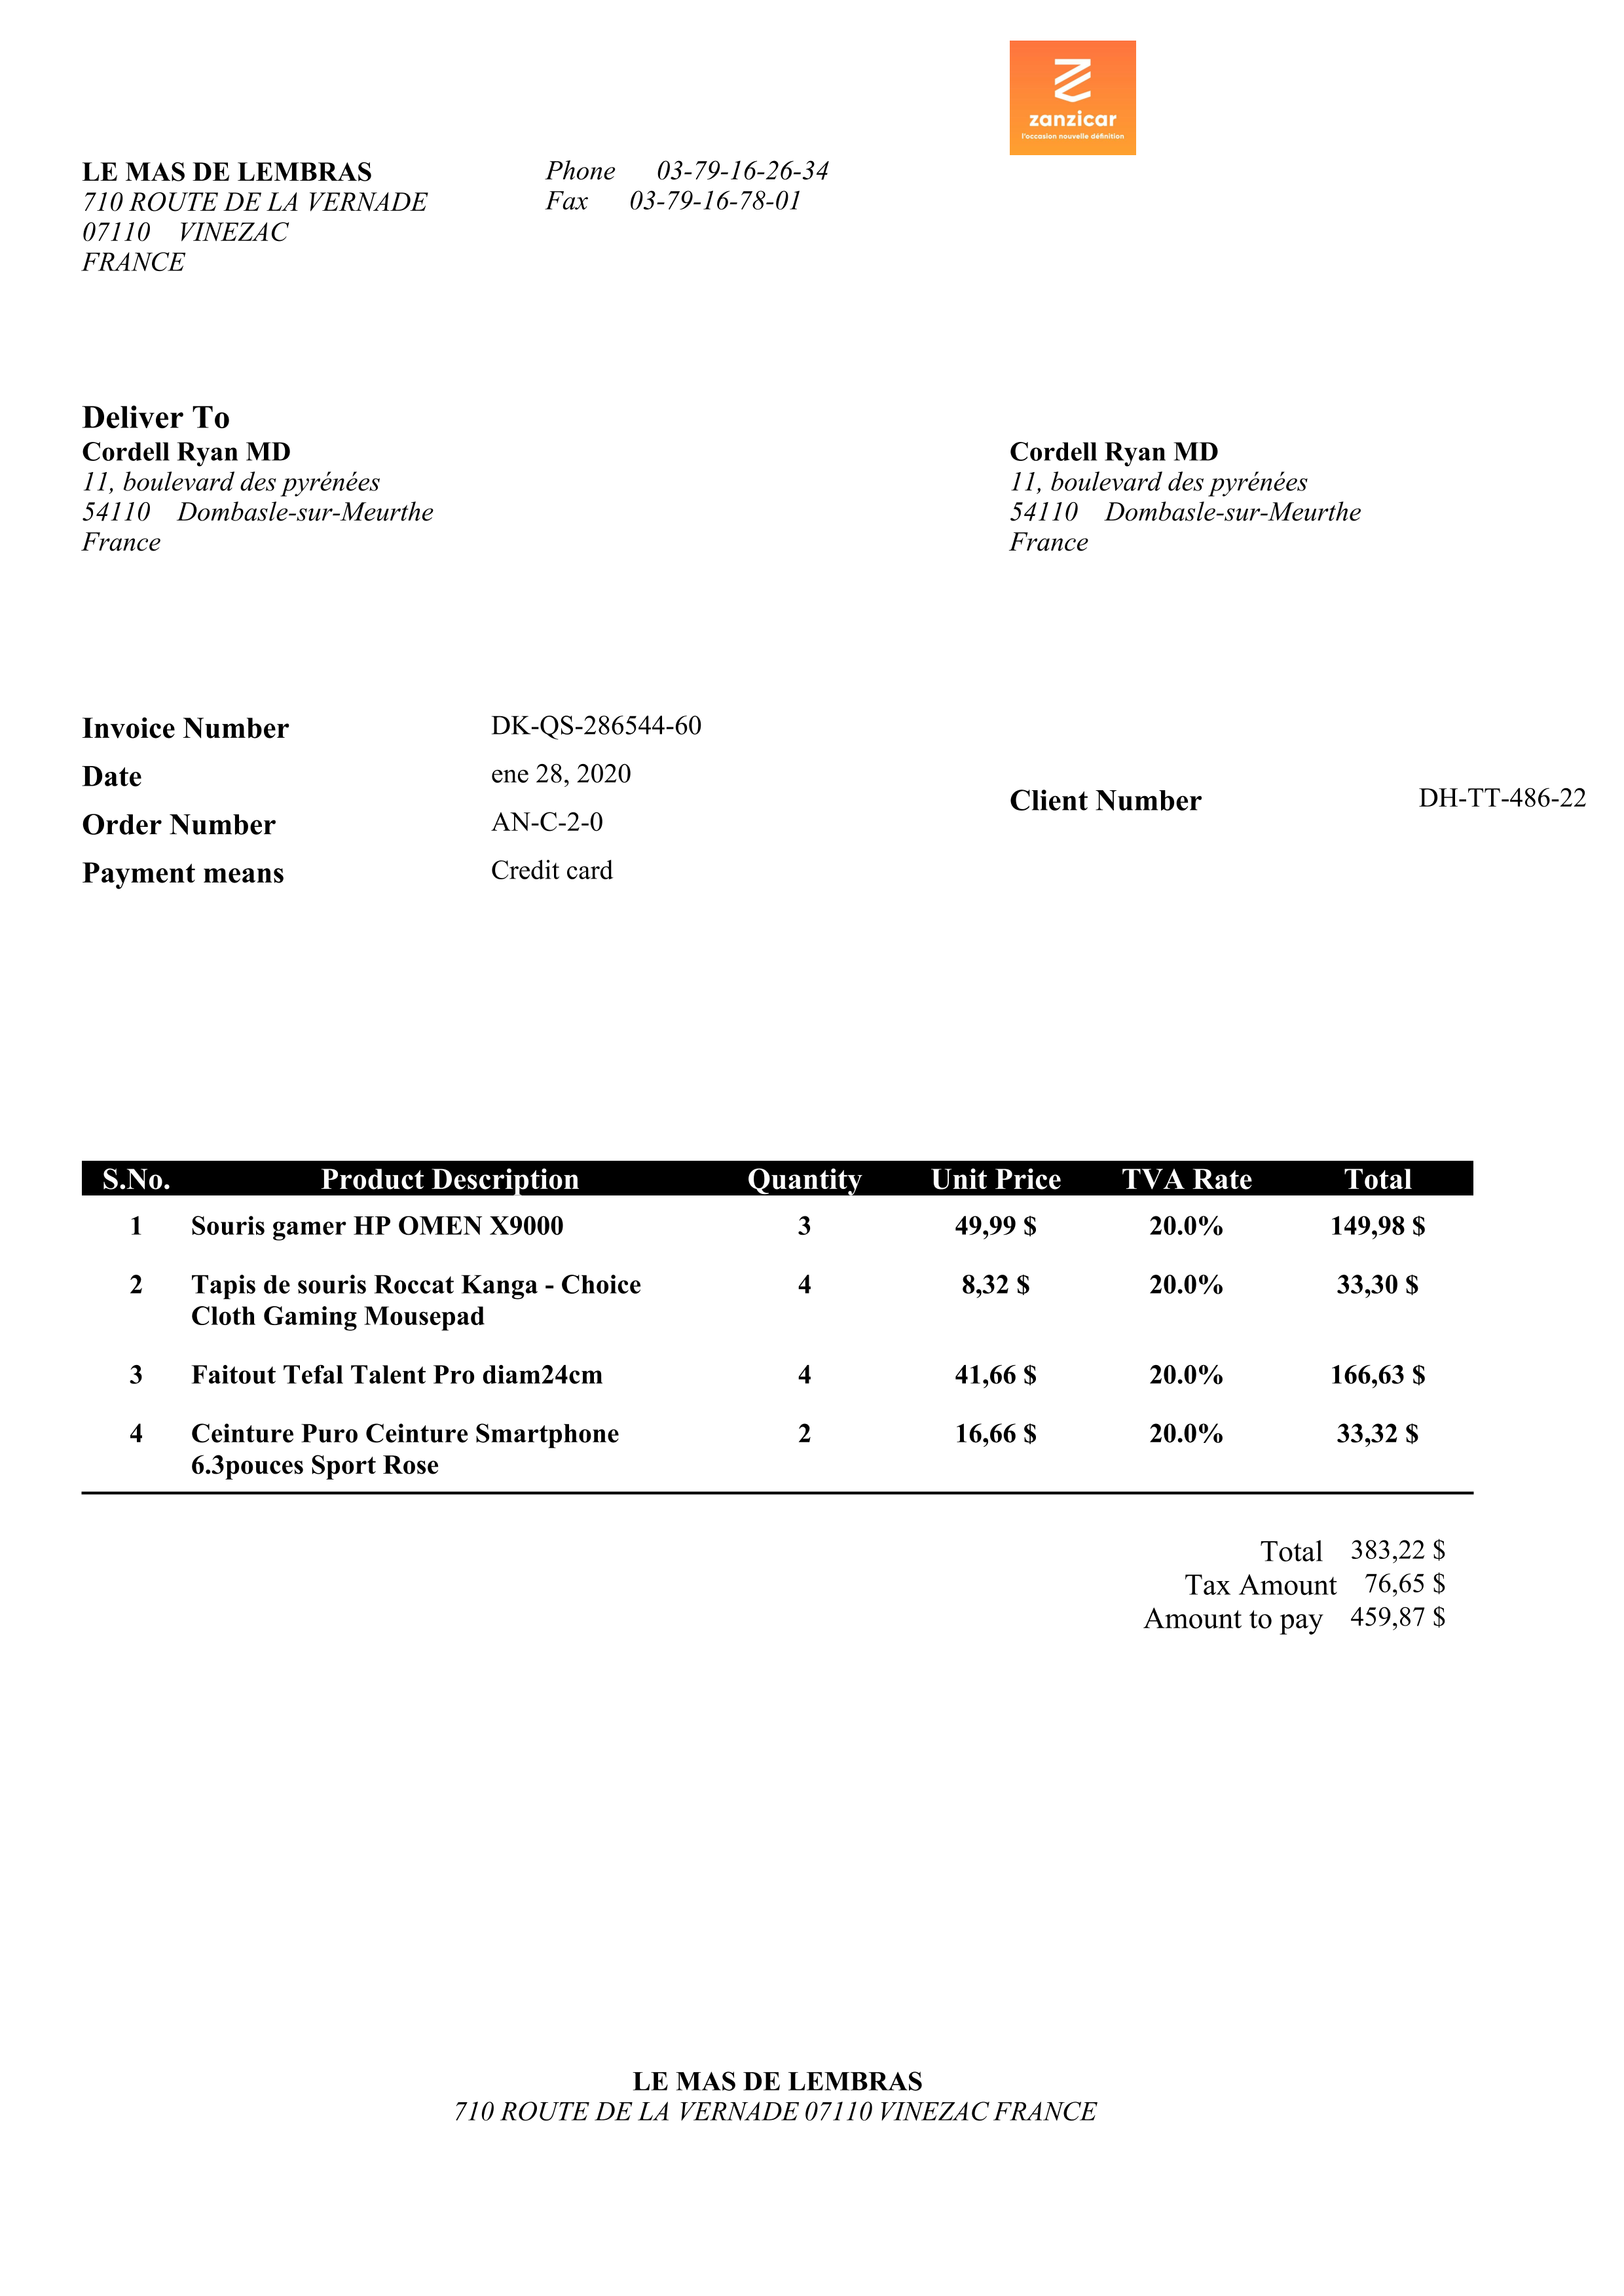 zanzicar
l'occasion nouvelle définition
LE MAS DE LEMBRAS
710 ROUTE DE LA VERNADE
07110 VINEZAC
FRANCE
Phone 03-79-16-26-34
Fax 03-79-16-78-01
Deliver To
Cordell Ryan MD
11, boulevard des pyrénées
54110 Dombasle-sur-Meurthe
France
Cordell Ryan MD
11, boulevard des pyrénées
54110 Dombasle-sur-Meurthe
France
Invoice Number DK-QS-286544-60
Date ene 28, 2020
Order Number AN-C-2-0
Payment means Credit card
Client Number DH-TT-486-22
S.No. Product Description Quantity Unit Price TVA Rate Total
1 Souris gamer HP OMEN X9000 3 49,99 $ 20.0% 149,98 $
2 Tapis de souris Roccat Kanga - Choice 4 8,32 $ 20.0% 33,30 $
Cloth Gaming Mousepad
3 Faitout Tefal Talent Pro diam24cm 4 41,66 $ 20.0% 166,63 $
4 Ceinture Puro Ceinture Smartphone 2 16,66 $ 20.0% 33,32 $
6.3pouces Sport Rose
Total 383,22 $
Tax Amount 76,65 $
Amount to pay 459,87 $
LE MAS DE LEMBRAS
710 ROUTE DE LA VERNADE 07110 VINEZAC FRANCE